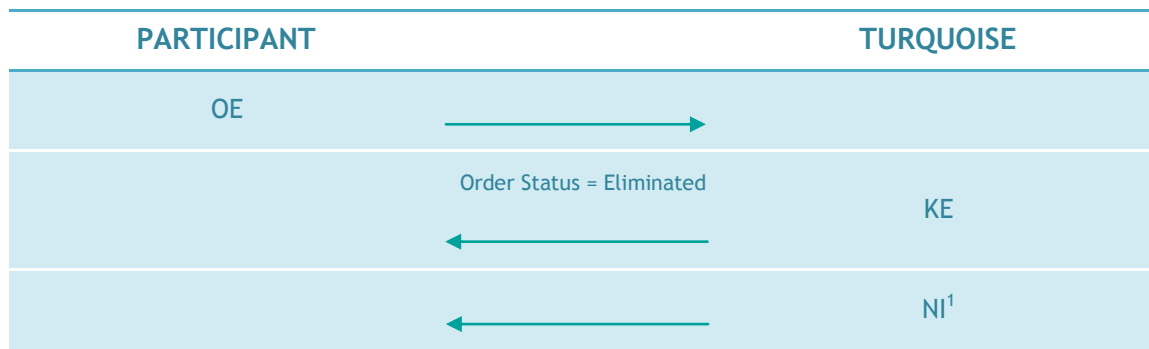 PARTICIPANT TURQUOISE
OE
Order Status = Eliminated
KE
NI¹